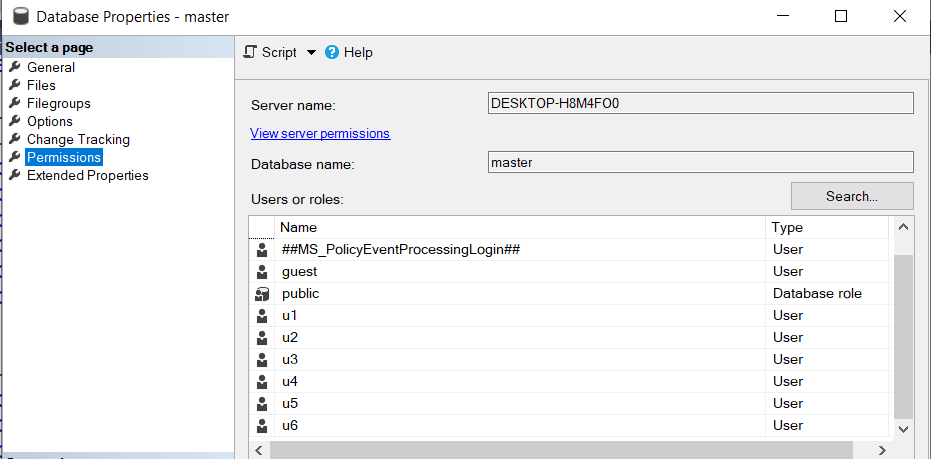 Database Properties - master
Select a page
General
Files
Filegroups
Options
Change Tracking
Permissions
Extended Properties
Script
Help
Server name:
DESKTOP-H8M4FO0
View server permissions
Database name:
master
Users or roles:
Search...
Name Type
##MS_PolicyEventProcessingLogin## User
guest User
public Database role
u1 User
u2 User
u3 User
u4 User
u5 User
u6 User